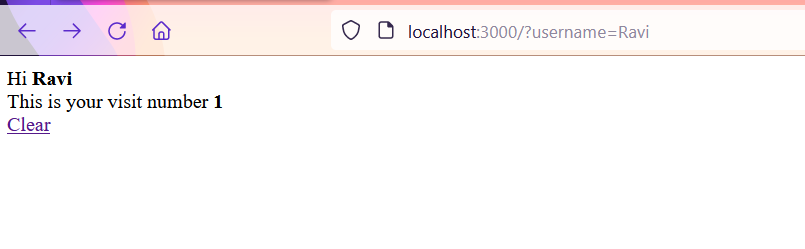 localhost:3000/?username=Ravi
Hi Ravi
This is your visit number 1
Clear